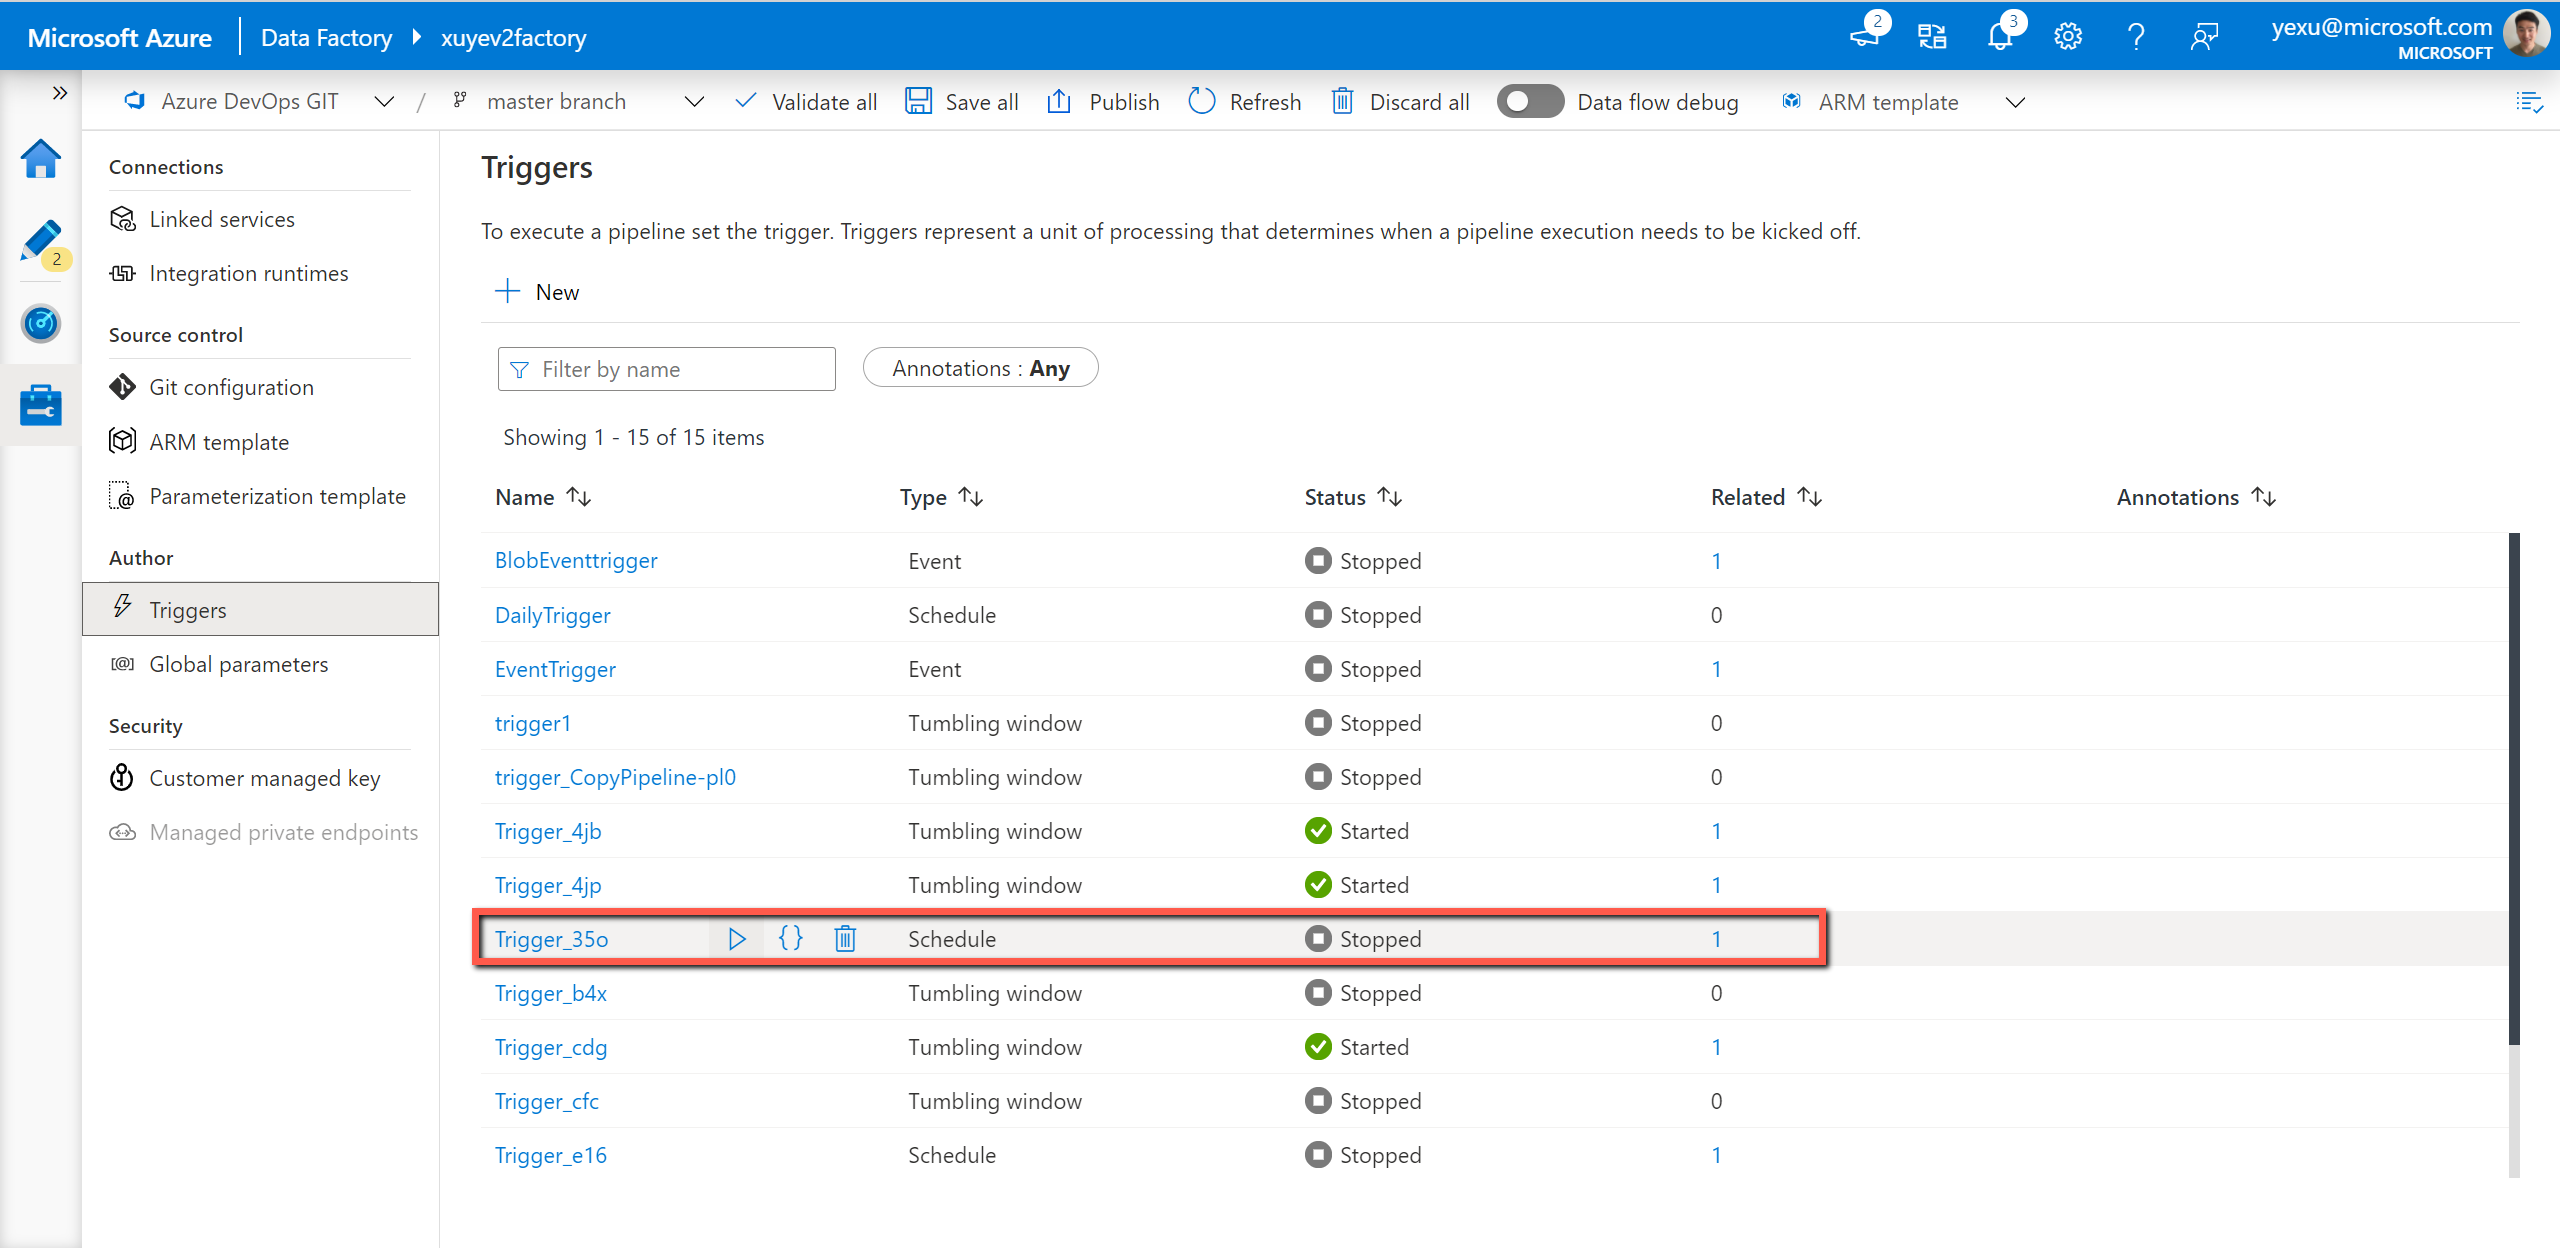 Microsoft Azure Data Factory xuyev2factory 2 3 yexu@microsoft.com
MICROSOFT
Azure DevOps GIT / master branch Validate all Save all Publish Refresh Discard all Data flow debug ARM template
2
Connections
Linked services
Integration runtimes
Source control
Git configuration
ARM template
Parameterization template
Author
Triggers
Global parameters
Security
Customer managed key
Managed private endpoints
Triggers
To execute a pipeline set the trigger. Triggers represent a unit of processing that determines when a pipeline execution needs to be kicked off.
New
Filter by name Annotations : Any
Showing 1 - 15 of 15 items
Name Type Status Related Annotations
BlobEventtrigger Event Stopped 1
DailyTrigger Schedule Stopped 0
EventTrigger Event Stopped 1
trigger1 Tumbling window Stopped 0
trigger_CopyPipeline-pl0 Tumbling window Stopped 0
Trigger_4jb Tumbling window Started 1
Trigger_4jp Tumbling window Started 1
Trigger_35o {} Schedule Stopped 1
Trigger_b4x Tumbling window Stopped 0
Trigger_cdg Tumbling window Started 1
Trigger_cfc Tumbling window Stopped 0
Trigger_e16 Schedule Stopped 1